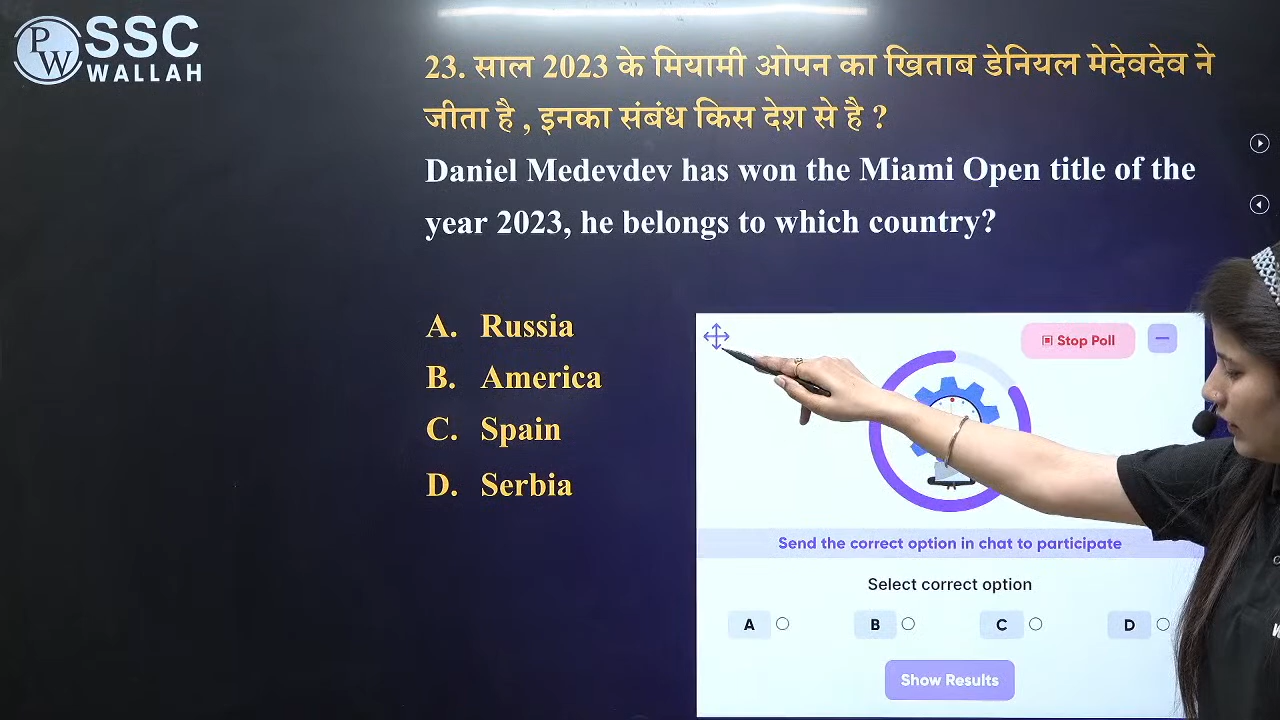 PW SSC
WALLAH
23. साल 2023 के मियामी ओपन का खिताब डेनियल मेदेवदेव ने
जीता है , इनका संबंध किस देश से है ?
Daniel Medevdev has won the Miami Open title of the
year 2023, he belongs to which country?
A. Russia
B. America
C. Spain
D. Serbia
Stop Poll
Send the correct option in chat to participate
Select correct option
A B C D
Show Results